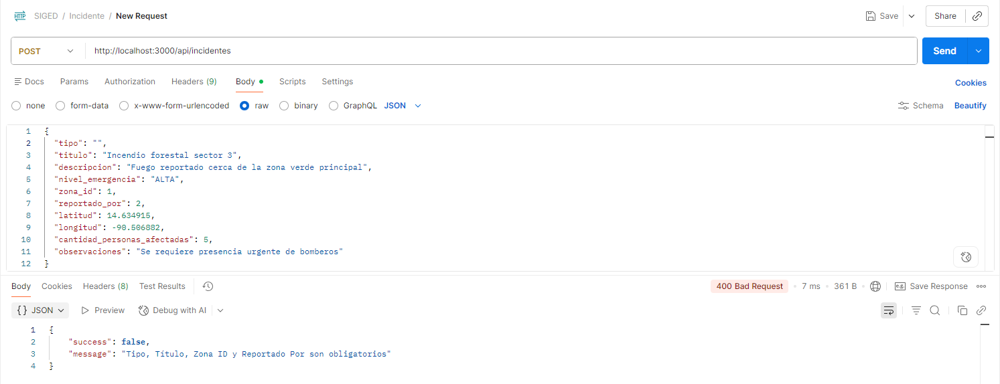 HTTP SIGED / Incidente / New Request Save Share
POST http://localhost:3000/api/incidentes Send
Docs Params Authorization Headers (9) Body Scripts Settings Cookies
none form-data x-www-form-urlencoded raw binary GraphQL JSON Schema Beautify
1 {
2 "tipo": "",
3 "titulo": "Incendio forestal sector 3",
4 "descripcion": "Fuego reportado cerca de la zona verde principal",
5 "nivel_emergencia": "ALTA",
6 "zona_id": 1,
7 "reportado_por": 2,
8 "latitud": 14.634915,
9 "longitud": -90.506882,
10 "cantidad_personas_afectadas": 5,
11 "observaciones": "Se requiere presencia urgente de bomberos"
12 }
Body Cookies Headers (8) Test Results 400 Bad Request • 7 ms • 361 B • e.g. Save Response
{} JSON Preview Debug with AI
1 {
2 "success": false,
3 "message": "Tipo, Título, Zona ID y Reportado Por son obligatorios"
4 }